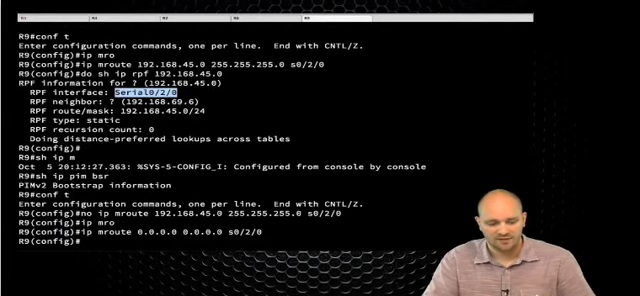 R9#conf t
Enter configuration commands, one per line. End with CNTL/Z.
R9(config)#ip mro
R9(config)#ip mroute 192.168.45.0 255.255.255.0 s0/2/0
R9(config)#do sh ip rpf 192.168.45.0
RPF information for ? (192.168.45.0)
RPF interface: Serial0/2/0
RPF neighbor: ? (192.168.69.6)
RPF route/mask: 192.168.45.0/24
RPF type: static
RPF recursion count: 0
Doing distance-preferred lookups across tables
R9(config)#
R9#sh ip m
Oct 5 20:12:27.363: %SYS-5-CONFIG_I: Configured from console by console
R9#sh ip pim bsr
PIMv2 Bootstrap information
R9#conf t
Enter configuration commands, one per line. End with CNTL/Z.
R9(config)#no ip mroute 192.168.45.0 255.255.255.0 s0/2/0
R9(config)#ip mro
R9(config)#ip mroute 0.0.0.0 0.0.0.0 s0/2/0
R9(config)#